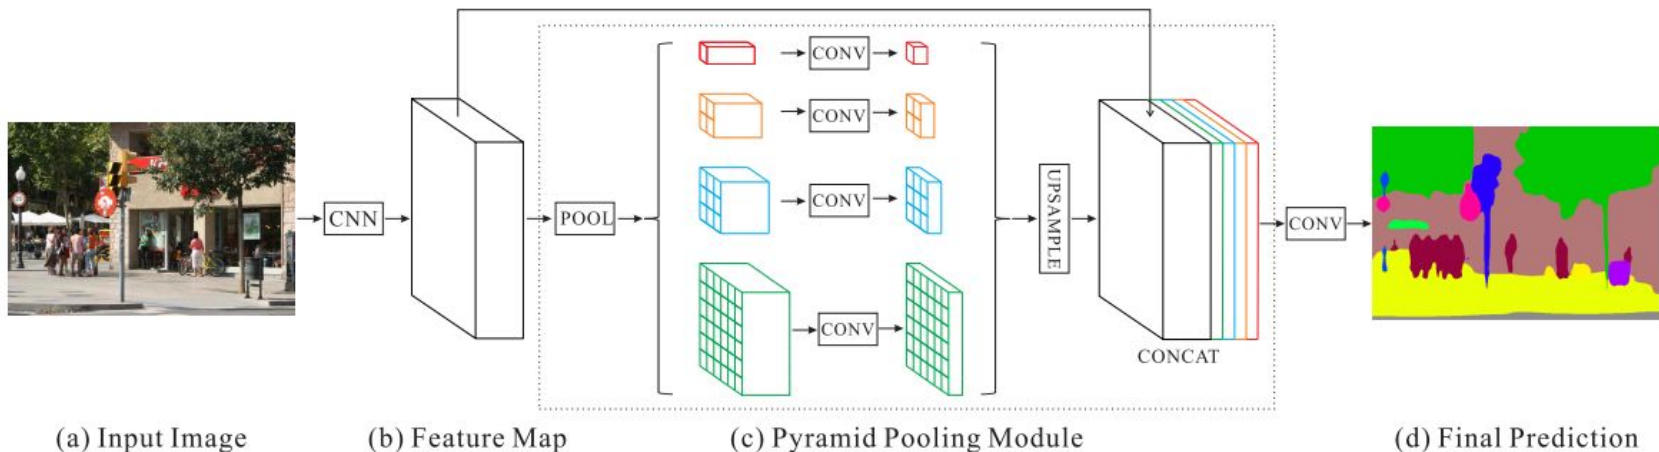 CONV
CONV
CONV
CONV
CNN
POOL
UPSAMPLE
CONCAT
CONV
(a) Input Image
(b) Feature Map
(c) Pyramid Pooling Module
(d) Final Prediction